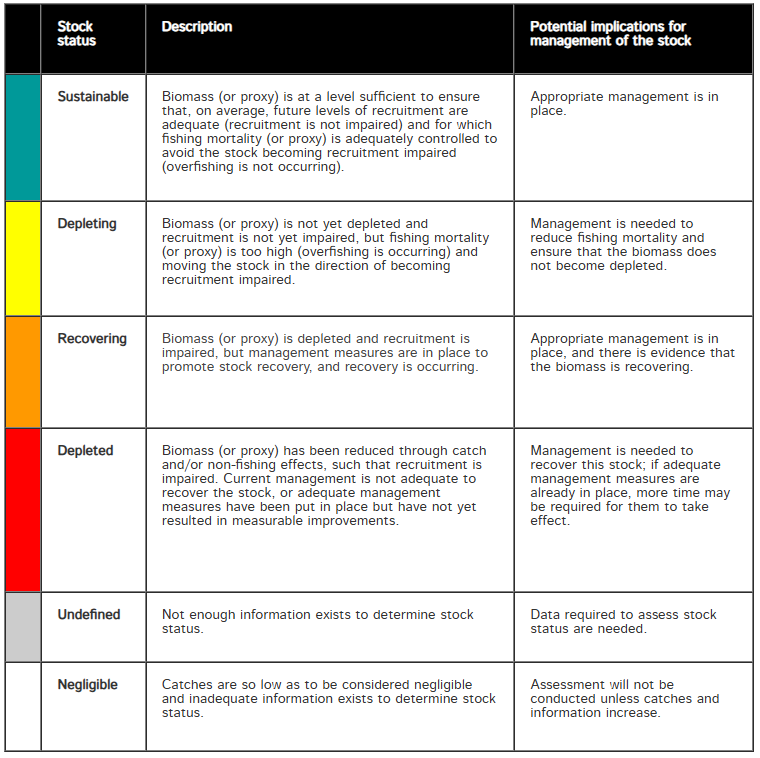 Stock
status
Description
Potential implications for
management of the stock
Sustainable
Biomass (or proxy) is at a level sufficient to ensure
that, on average, future levels of recruitment are
adequate (recruitment is not impaired) and for which
fishing mortality (or proxy) is adequately controlled to
avoid the stock becoming recruitment impaired
(overfishing is not occurring).
Appropriate management is in
place.
Depleting
Biomass (or proxy) is not yet depleted and
recruitment is not yet impaired, but fishing mortality
(or proxy) is too high (overfishing is occurring) and
moving the stock in the direction of becoming
recruitment impaired.
Management is needed to
reduce fishing mortality and
ensure that the biomass does
not become depleted.
Recovering
Biomass (or proxy) is depleted and recruitment is
impaired, but management measures are in place to
promote stock recovery, and recovery is occurring.
Appropriate management is in
place, and there is evidence that
the biomass is recovering.
Depleted
Biomass (or proxy) has been reduced through catch
and/or non-fishing effects, such that recruitment is
impaired. Current management is not adequate to
recover the stock, or adequate management
measures have been put in place but have not yet
resulted in measurable improvements.
Management is needed to
recover this stock; if adequate
management measures are
already in place, more time may
be required for them to take
effect.
Undefined
Not enough information exists to determine stock
status.
Data required to assess stock
status are needed.
Negligible
Catches are so low as to be considered negligible
and inadequate information exists to determine stock
status.
Assessment will not be
conducted unless catches and
information increase.